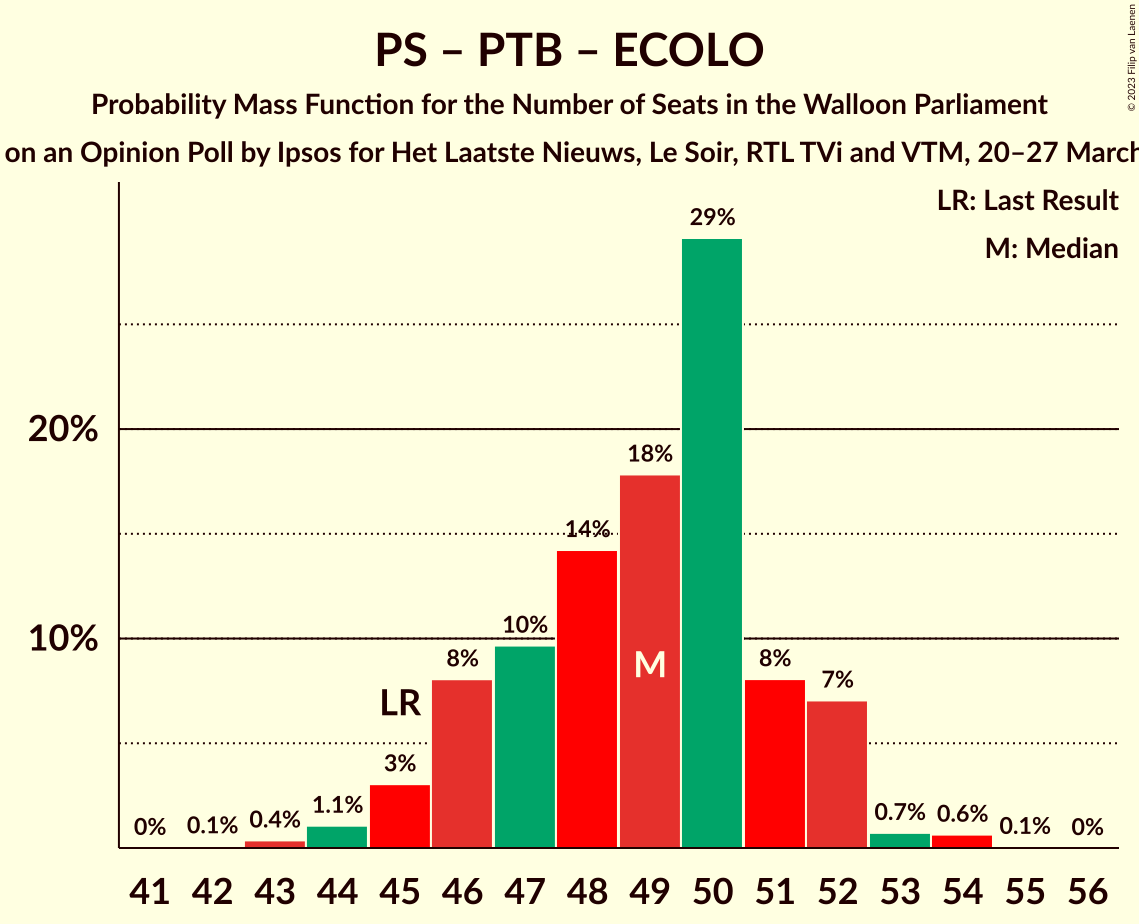 PS – PTB – ECOLO
Probability Mass Function for the Number of Seats in the Walloon Parliament
on an Opinion Poll by Ipsos for Het Laatste Nieuws, Le Soir, RTL TVi and VTM, 20–27 March
© 2023 Filip van Laenen
LR: Last Result
M: Median
29%
20%
18%
14%
10%
10%
8%
M
8%
7%
LR
3%
1.1%
0.7%
0.6%
0.4%
0.1%
0.1%
0%
0%
41 42 43 44 45 46 47 48 49 50 51 52 53 54 55 56